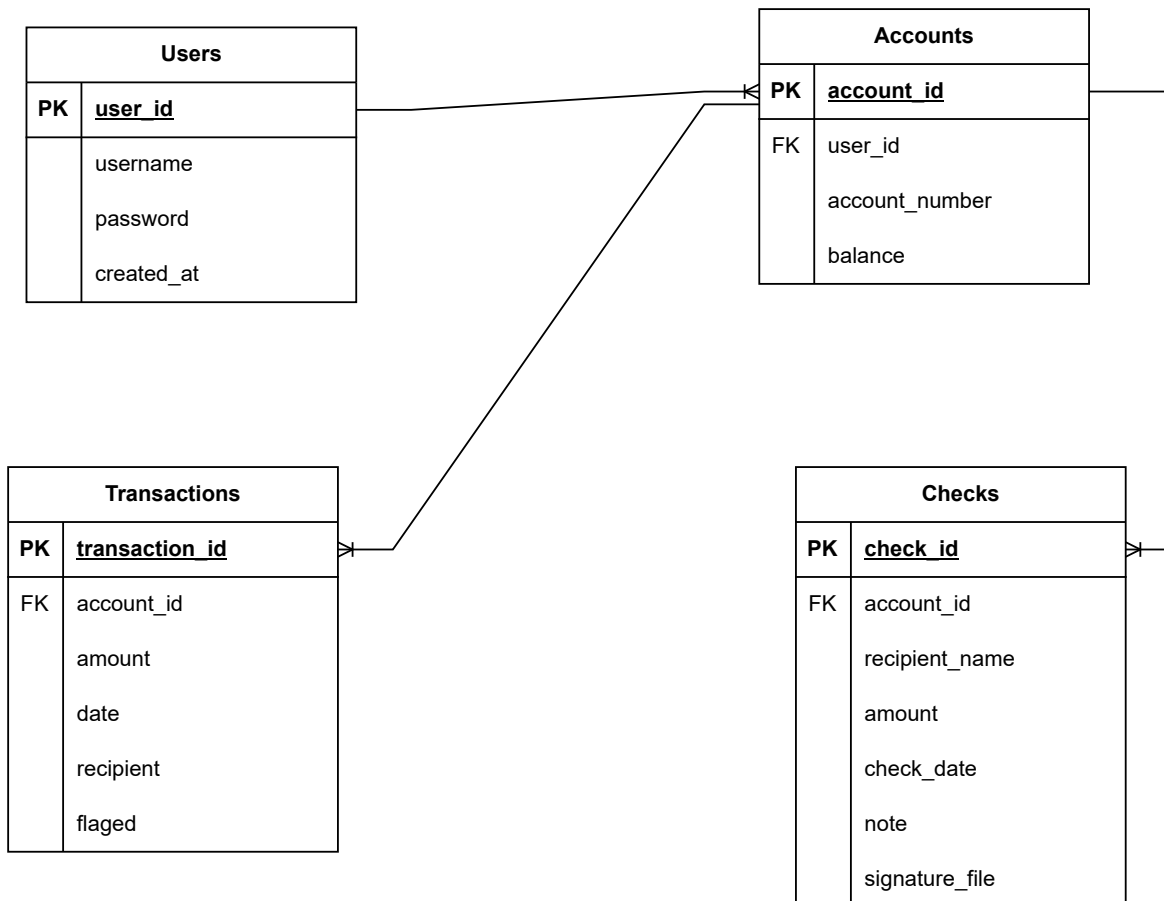 Users
PK user_id
username
password
created_at
Accounts
PK account_id
FK user_id
account_number
balance
Transactions
PK transaction_id
FK account_id
amount
date
recipient
flaged
Checks
PK check_id
FK account_id
recipient_name
amount
check_date
note
signature_file